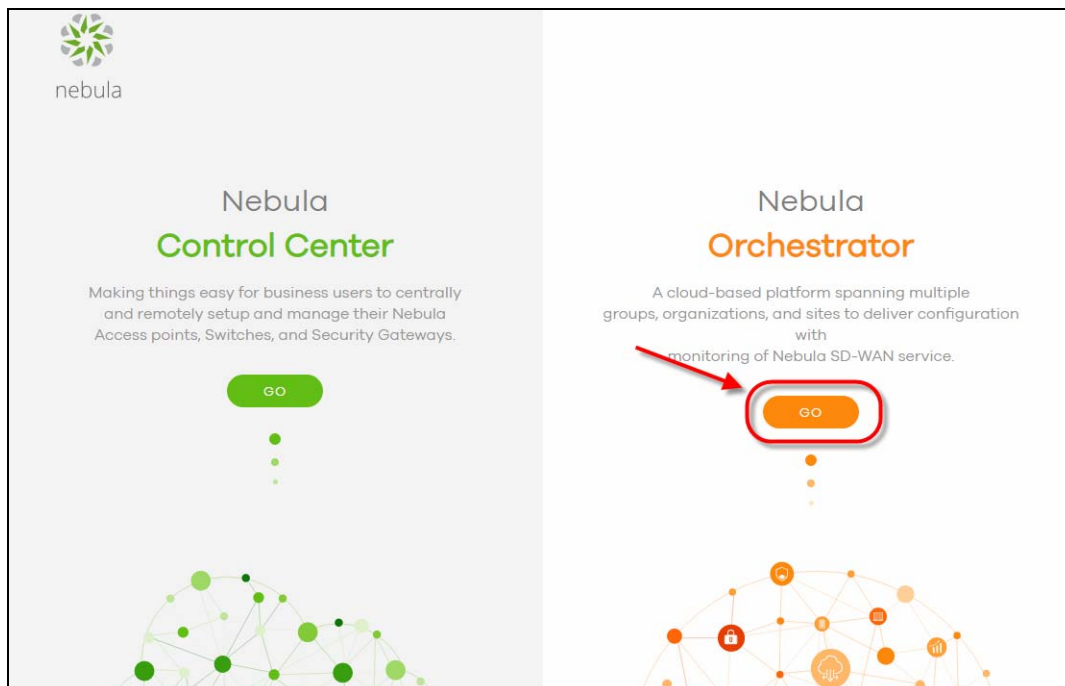 nebula
Nebula
Control Center
Making things easy for business users to centrally
and remotely setup and manage their Nebula
Access points, Switches, and Security Gateways.
GO
Nebula
Orchestrator
A cloud-based platform spanning multiple
groups, organizations, and sites to deliver configuration
with
monitoring of Nebula SD-WAN service.
GO